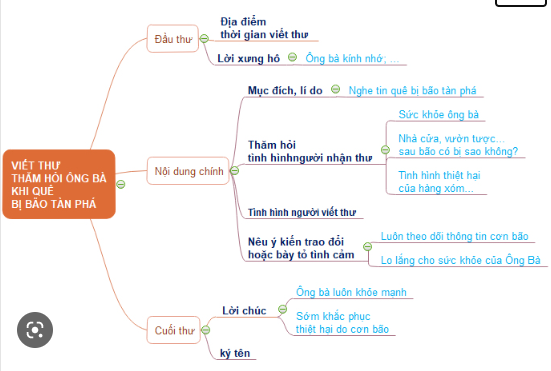 VIẾT THƯ
THĂM HỎI ÔNG BÀ
KHI QUÊ
BỊ BÃO TÀN PHÁ
Đầu thư
Địa điểm
thời gian viết thư
Lời xưng hô
Ông bà kính nhớ; ...
Nội dung chính
Mục đích, lí do
Nghe tin quê bị bão tàn phá
Thăm hỏi
tình hìnhngười nhận thư
Sức khỏe ông bà
Nhà cửa, vườn tược...
sau bão có bị sao không?
Tình hình thiệt hại
của hàng xóm...
Tình hình người viết thư
Nêu ý kiến trao đổi
hoặc bày tỏ tình cảm
Luôn theo dõi thông tin cơn bão
Lo lắng cho sức khỏe của Ông Bà
Cuối thư
Lời chúc
Ông bà luôn khỏe mạnh
Sớm khắc phục
thiệt hại do cơn bão
ký tên